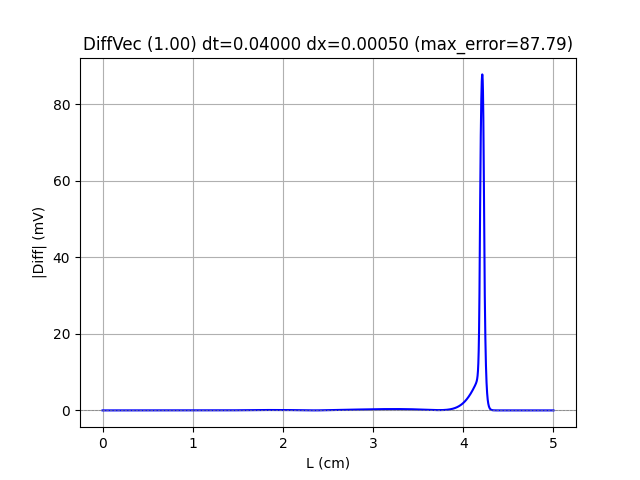 DiffVec (1.00) dt=0.04000 dx=0.00050 (max_error=87.79)
|Diff| (mV)
80
60
40
20
0
0 1 2 3 4 5
L (cm)